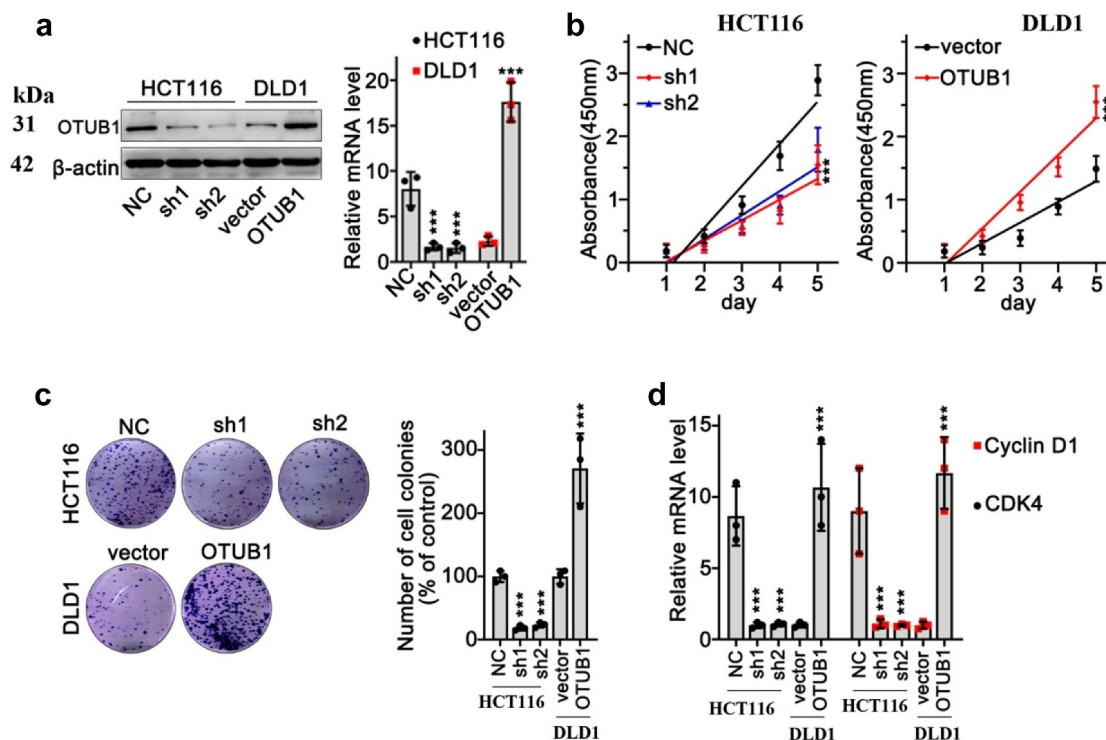 a
kDa
HCT116 DLD1
31 OTUB1
42 β-actin
NC sh1 sh2 vector OTUB1
HCT116
DLD1
Relative mRNA level
20
15
10
5
0
*** *** ***
NC sh1 sh2 vector OTUB1
b
HCT116
NC
sh1
sh2
Absorbance(450nm)
3
2
1
0
***
1 2 3 4 5
day
DLD1
vector
OTUB1
Absorbance(450nm)
3
2
1
0
***
1 2 3 4 5
day
c
NC sh1 sh2
HCT116
vector OTUB1
DLD1
Number of cell colonies
(% of control)
300
200
100
0
*** *** ***
NC sh1 sh2 vector OTUB1
HCT116
DLD1
d
Relative mRNA level
15
10
5
0
*** *** *** *** *** ***
NC sh1 sh2 vector OTUB1 NC sh1 sh2 vector OTUB1
HCT116 HCT116
DLD1 DLD1
Cyclin D1
CDK4